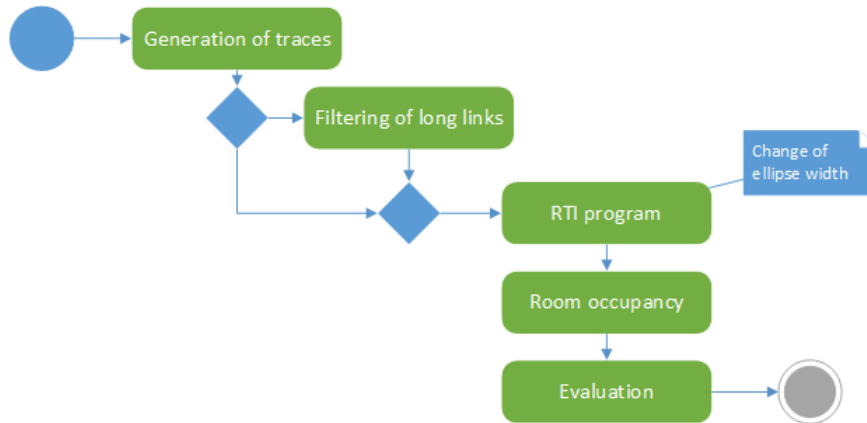 Generation of traces
Filtering of long links
Change of
ellipse width
RTI program
Room occupancy
Evaluation